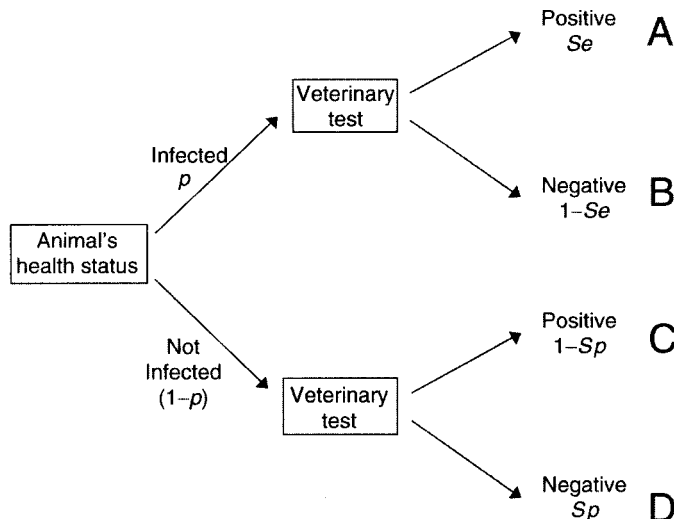 Positive
Se
A
Veterinary
test
Infected
p
Negative
1–Se
B
Animal's
health status
Positive
1–Sp
C
Not
Infected
(1–p)
Veterinary
test
Negative
Sp
D